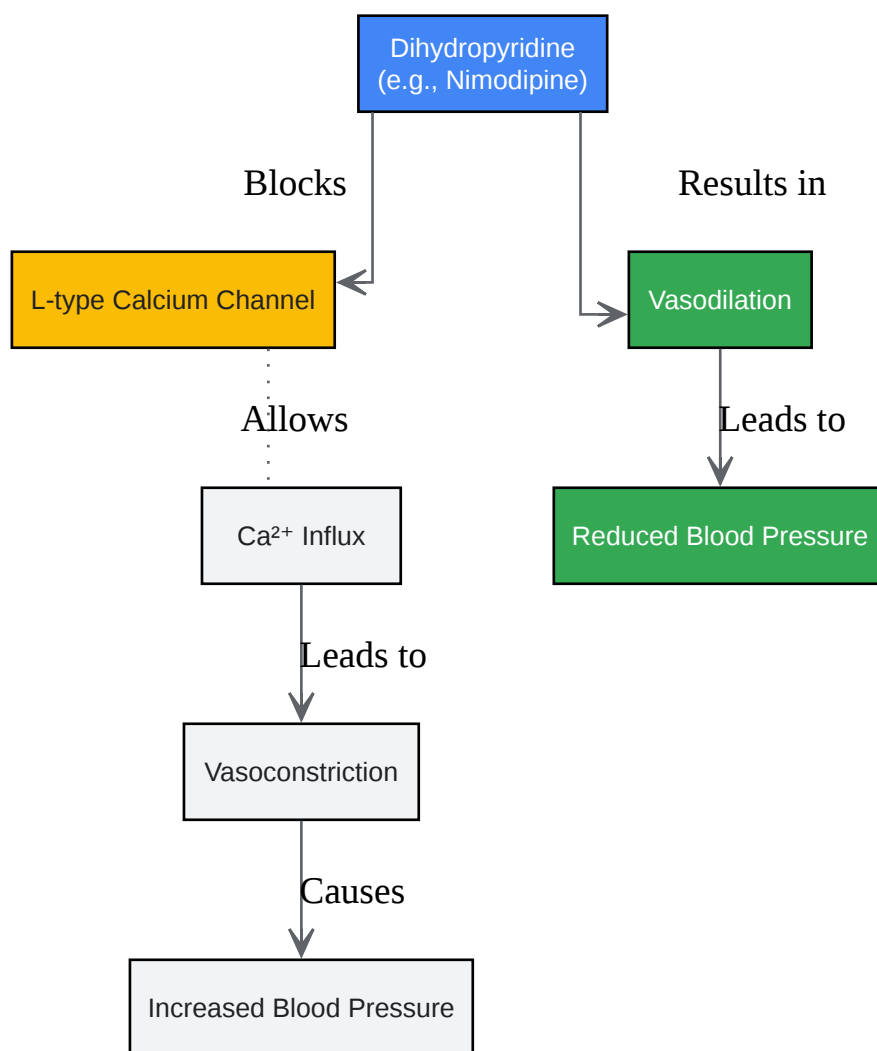 Dihydropyridine
(e.g., Nimodipine)
Blocks
Results in
L-type Calcium Channel
Vasodilation
Allows
Leads to
Ca²⁺ Influx
Reduced Blood Pressure
Leads to
Vasoconstriction
Causes
Increased Blood Pressure